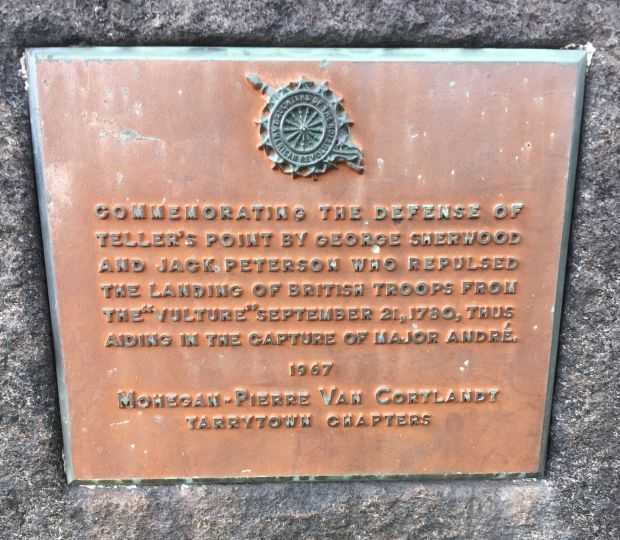 COMMEMORATING THE DEFENSE OF
TELLER'S POINT BY GEORGE SHERWOOD
AND JACK PETERSON WHO REPULSED
THE LANDING OF BRITISH TROOPS FROM
THE "VULTURE" SEPTEMBER 21, 1780, THUS
AIDING IN THE CAPTURE OF MAJOR ANDRÉ.
1967
MOHEGAN-PIERRE VAN CORTLANDT
TARRYTOWN CHAPTERS